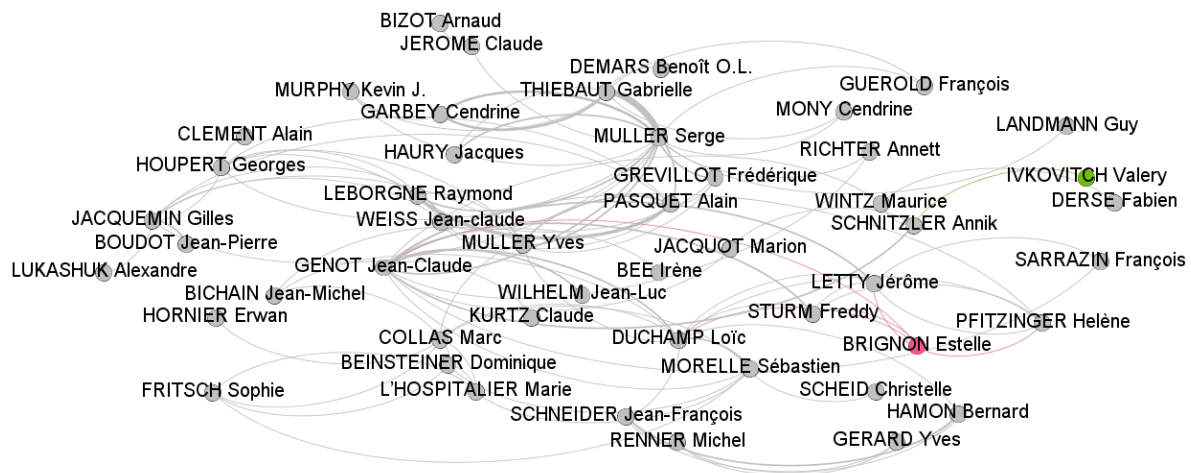 BIZOT Arnaud
JEROME Claude
DEMARS Benoît O.L.
MURPHY Kevin J.
THIEBAUT Gabrielle
GUEROLD François
GARBEY Cendrine
MONY Cendrine
LANDMANN Guy
CLEMENT Alain
MULLER Serge
HAURY Jacques
RICHTER Annett
HOUPERT Georges
GREVILLOT Frédérique
IVKOVITCH Valery
LEBORGNE Raymond
PASQUET Alain
WINTZ Maurice
DERSE Fabien
JACQUEMIN Gilles
WEISS Jean-claude
SCHNITZLER Annik
BOUDOT Jean-Pierre
MULLER Yves
JACQUOT Marion
LUKASHUK Alexandre
GENOT Jean-Claude
BEE Irène
SARRAZIN François
LETTY Jérôme
BICHAIN Jean-Michel
WILHELM Jean-Luc
HORNIER Erwan
KURTZ Claude
STURM Freddy
PFITZINGER Helène
COLLAS Marc
DUCHAMP Loïc
BRIGNON Estelle
BEINSTEINER Dominique
MORELLE Sébastien
FRITSCH Sophie
L'HOSPITALIER Marie
SCHEID Christelle
SCHNEIDER Jean-François
HAMON Bernard
RENNER Michel
GERARD Yves